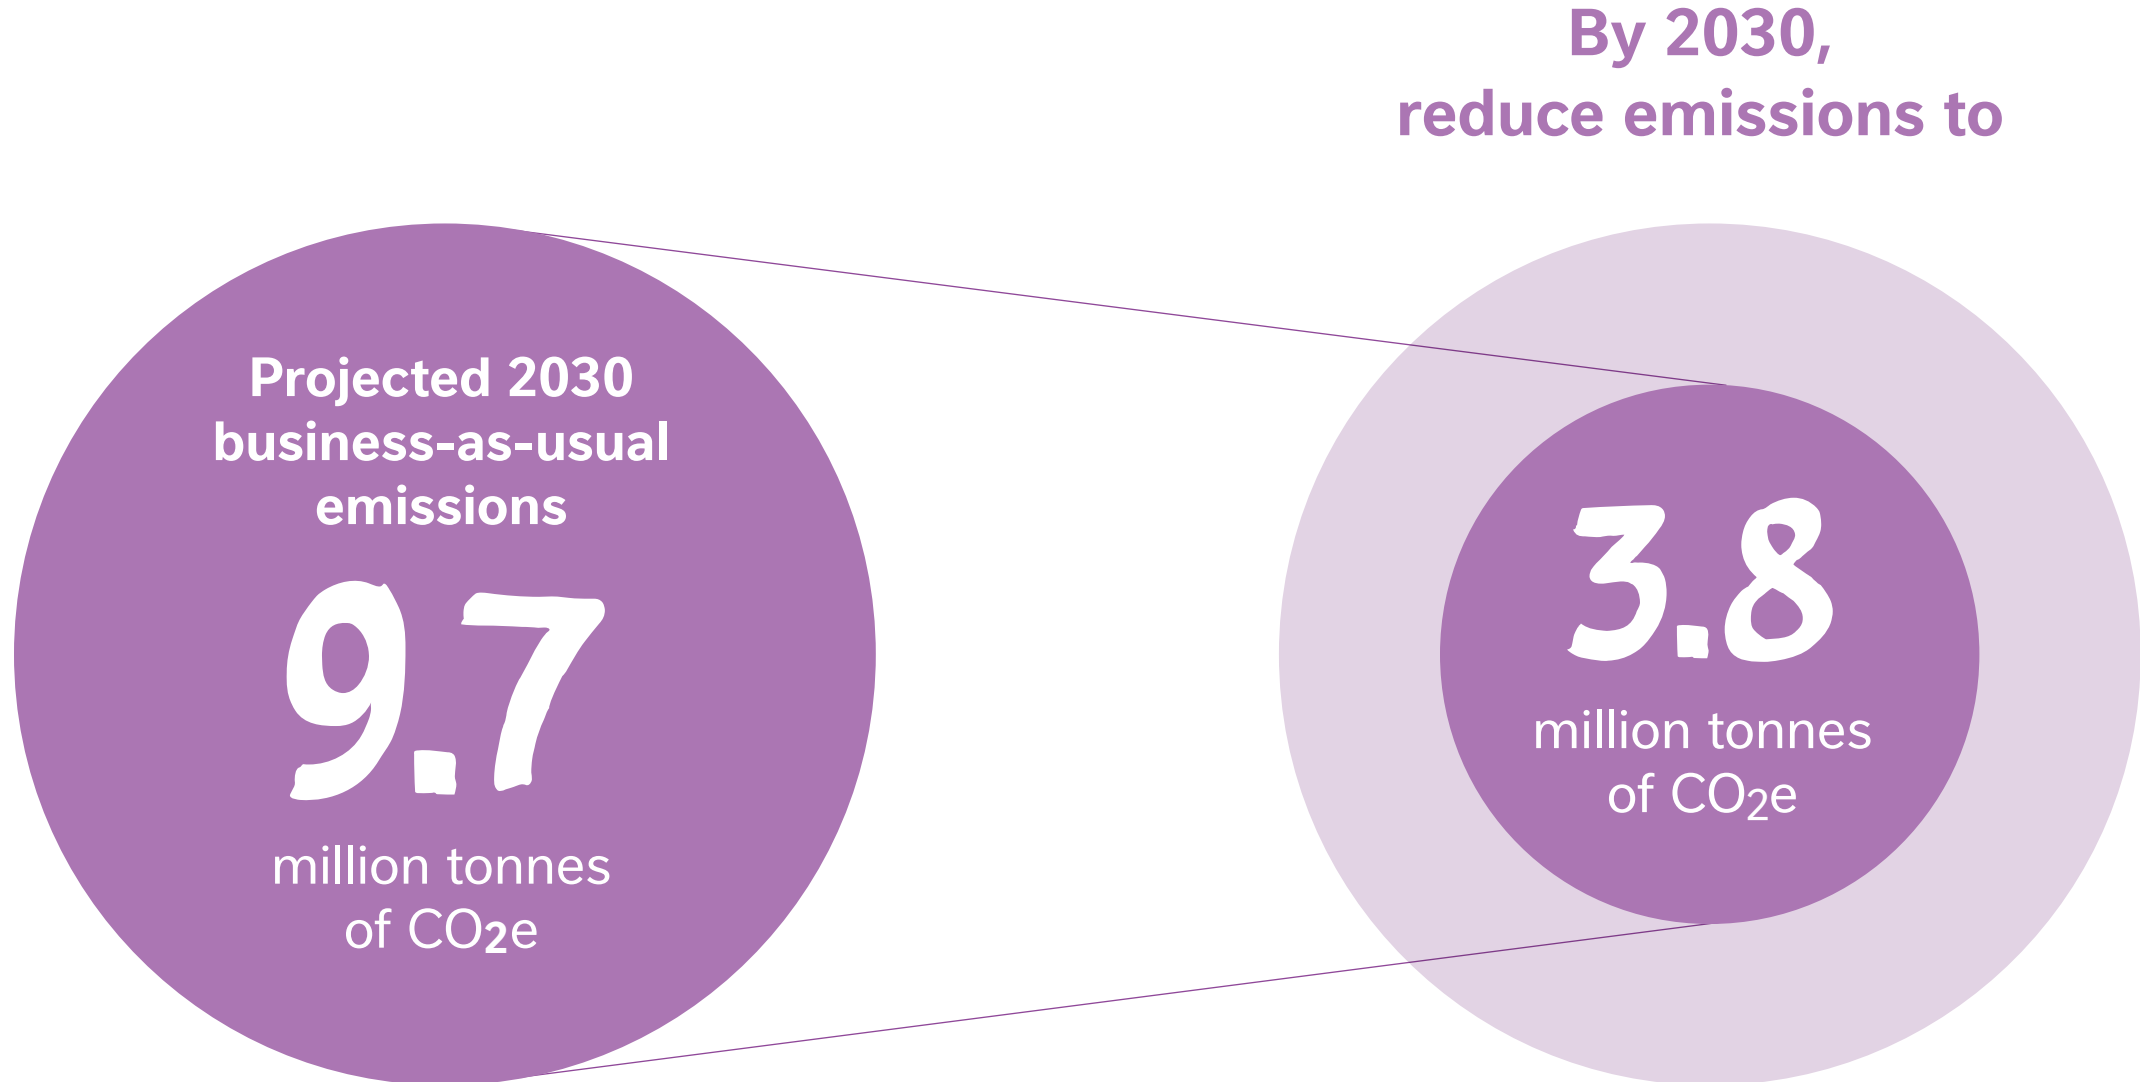 By 2030,
reduce emissions to
Projected 2030
business-as-usual
emissions
9.7
million tonnes
of CO2e
3.8
million tonnes
of CO2e